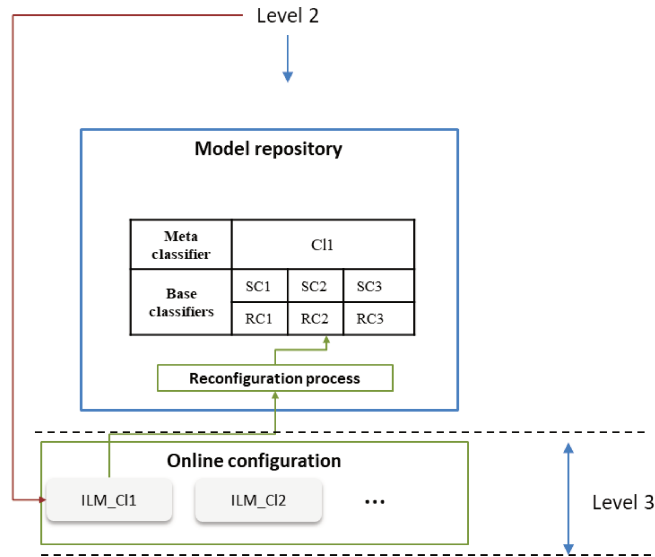 Level 2
Model repository
Meta classifier
Cl1
Base classifiers
SC1 SC2 SC3
RC1 RC2 RC3
Reconfiguration process
Online configuration
ILM_Cl1 ILM_Cl2 ...
Level 3